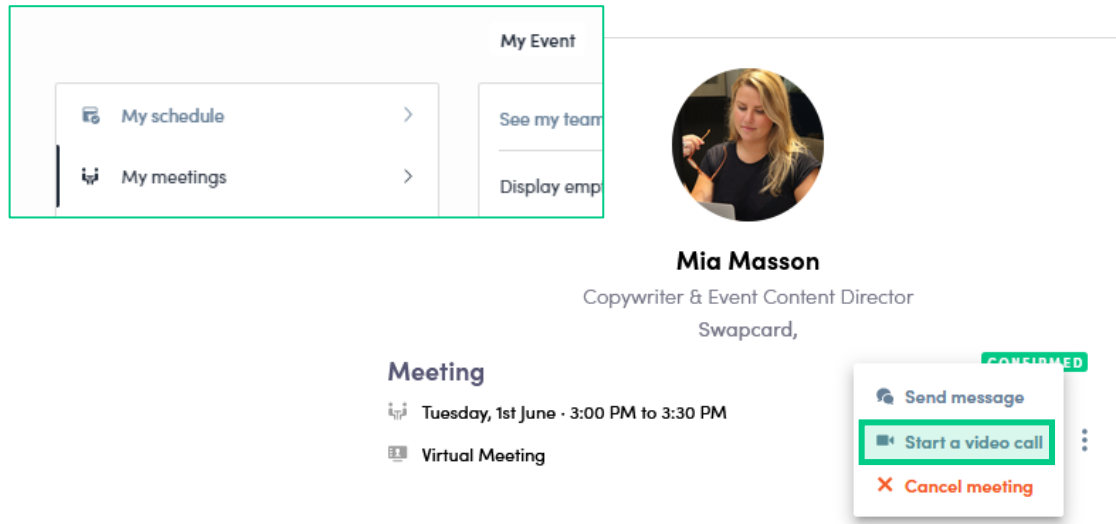 My Event
My schedule
See my team
My meetings
Display emp
Mia Masson
Copywriter & Event Content Director
Swapcard,
CONFIRMED
Meeting
Send message
Tuesday, 1st June · 3:00 PM to 3:30 PM
Start a video call
Virtual Meeting
Cancel meeting